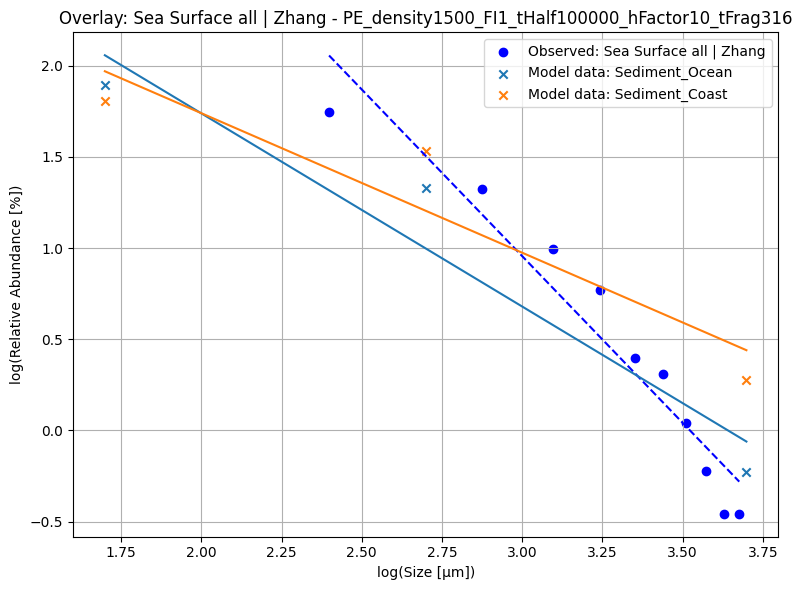 Overlay: Sea Surface all | Zhang - PE_density1500_FI1_tHalf100000_hFactor10_tFrag316
Observed: Sea Surface all | Zhang
Model data: Sediment_Ocean
Model data: Sediment_Coast
log(Relative Abundance [%])
2.0
1.5
1.0
0.5
0.0
−0.5
1.75 2.00 2.25 2.50 2.75 3.00 3.25 3.50 3.75
log(Size [µm])